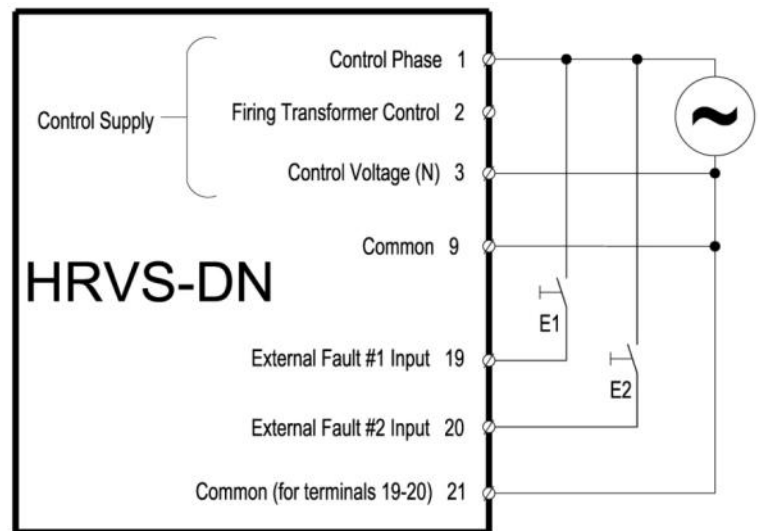 Control Phase 1
Control Supply
Firing Transformer Control 2
Control Voltage (N) 3
Common 9
HRVS-DN
E1
External Fault #1 Input 19
E2
External Fault #2 Input 20
Common (for terminals 19-20) 21